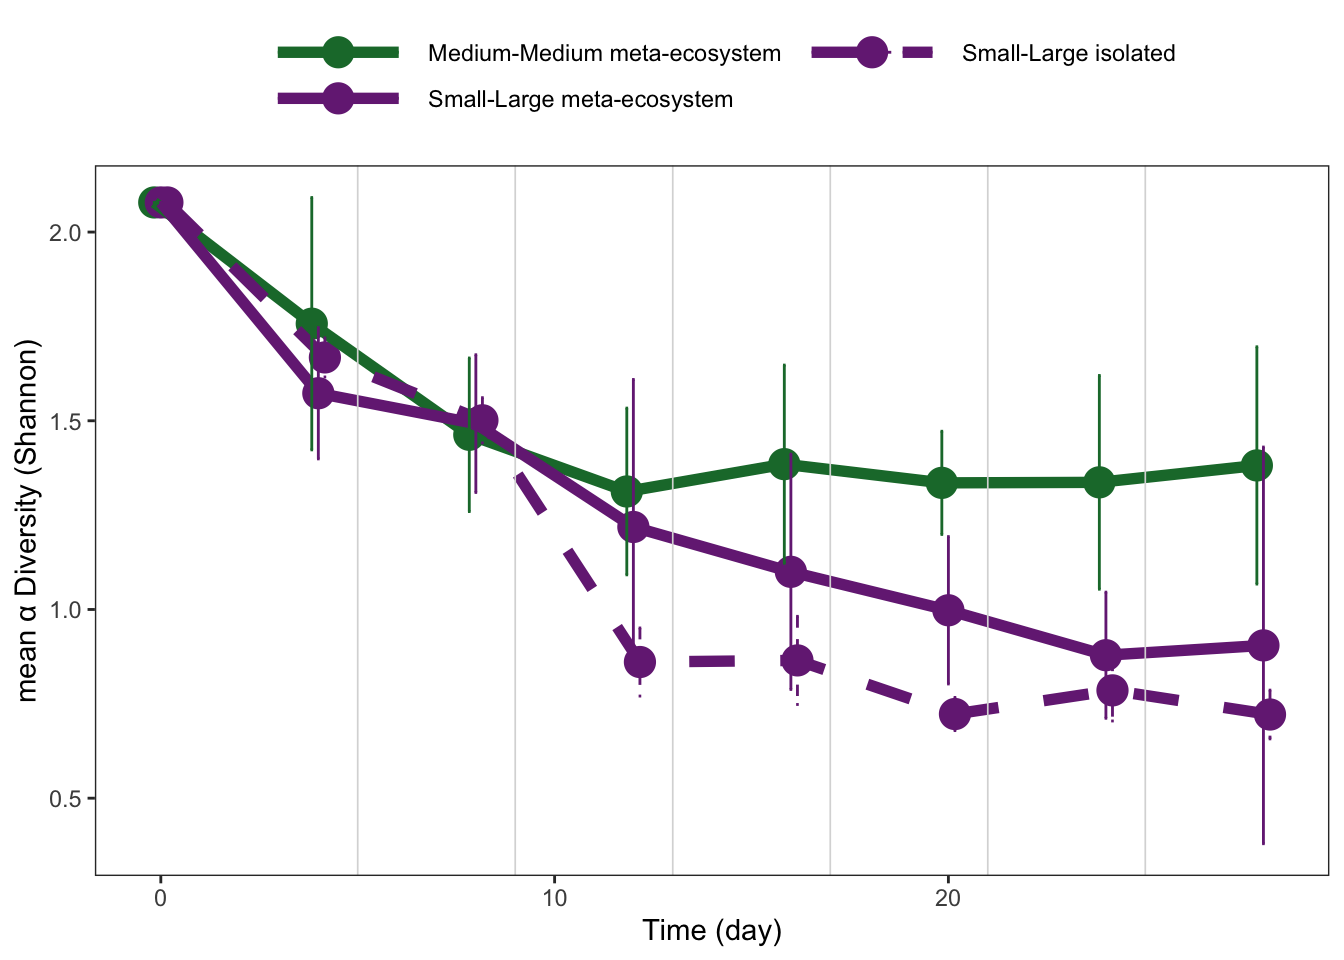 Medium-Medium meta-ecosystem
Small-Large isolated
Small-Large meta-ecosystem
mean α Diversity (Shannon)
2.0
1.5
1.0
0.5
0
10
20
Time (day)